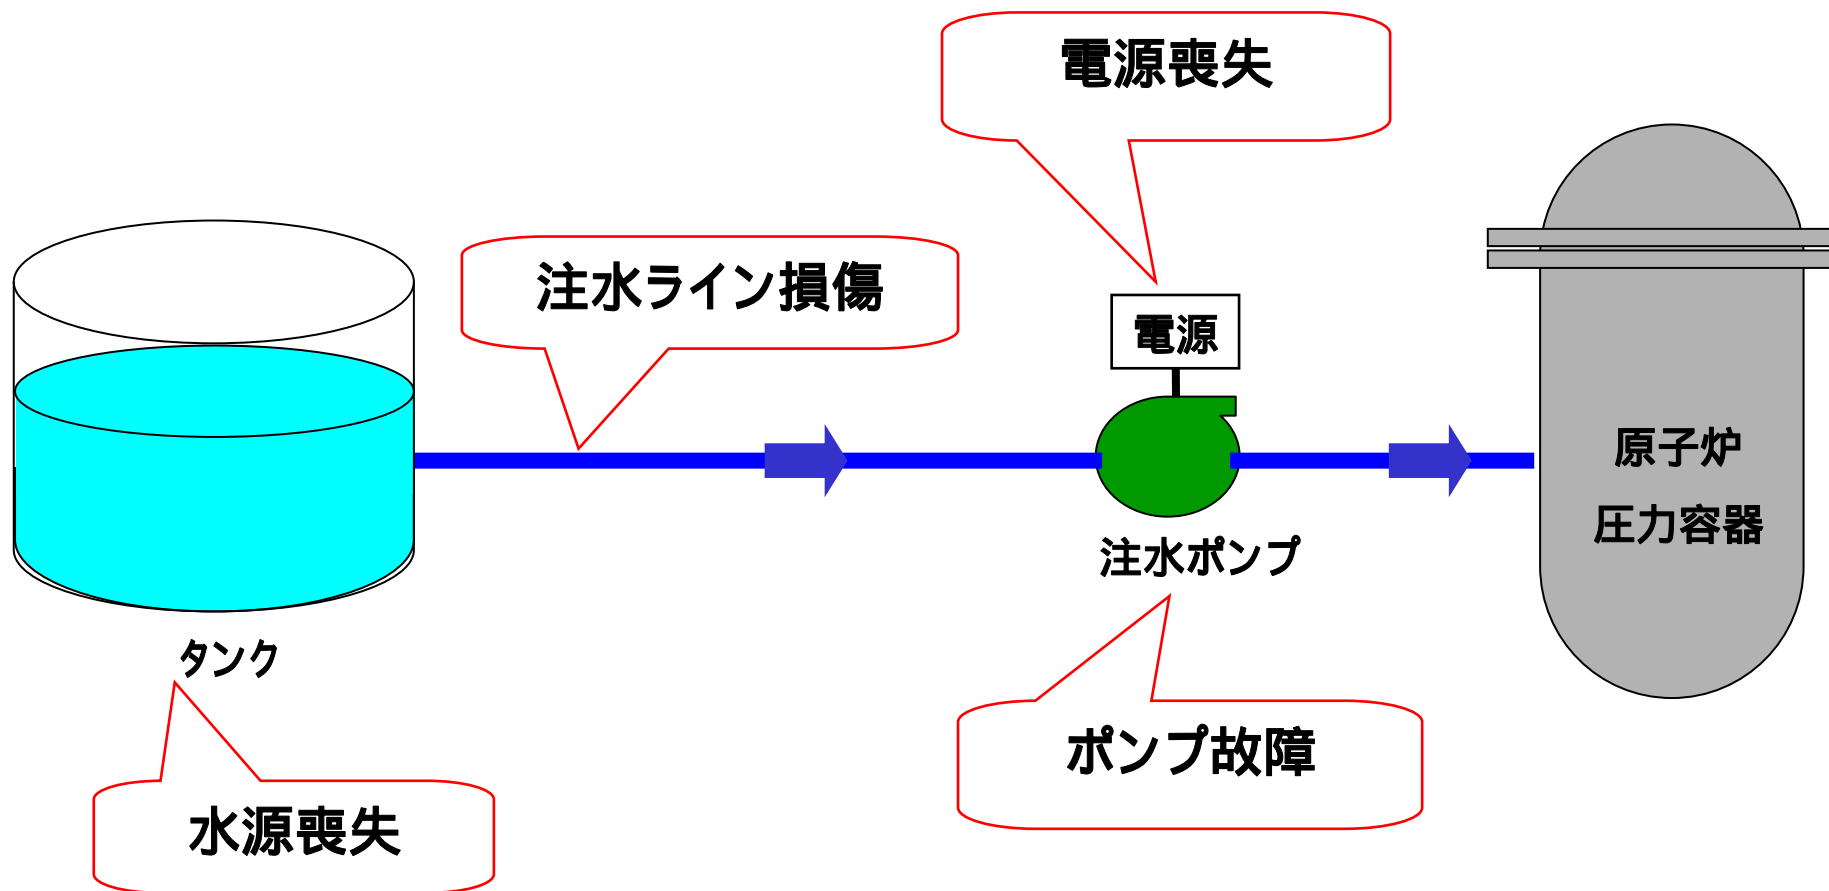 電源喪失
注水ライン損傷
電源
原子炉
圧力容器
注水ポンプ
タンク
ポンプ故障
水源喪失